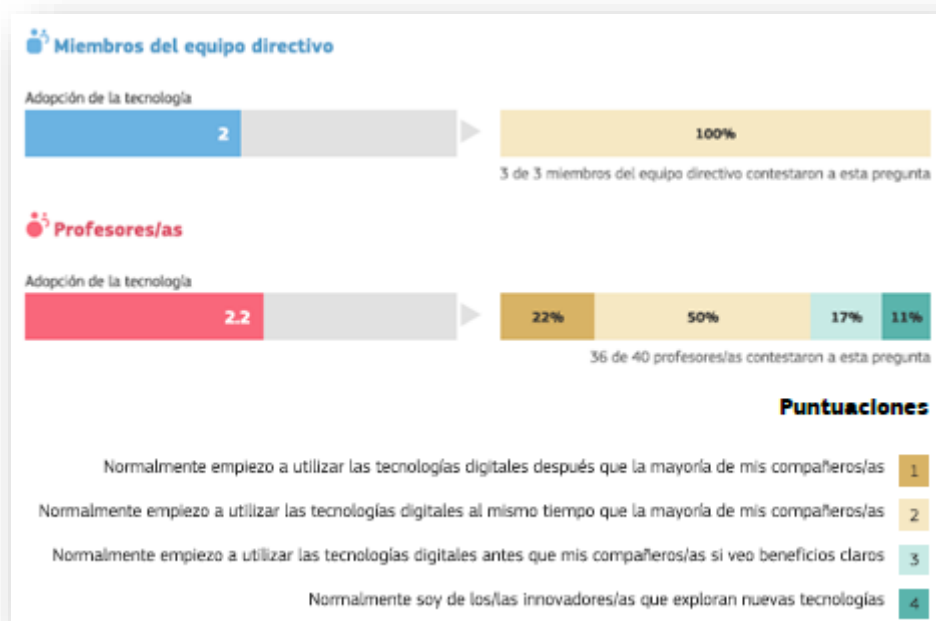 Miembros del equipo directivo
Adopción de la tecnología
2
100%
3 de 3 miembros del equipo directivo contestaron a esta pregunta
Profesores/as
Adopción de la tecnología
2.2
22% 50% 17% 11%
36 de 40 profesores/as contestaron a esta pregunta
Puntuaciones
Normalmente empiezo a utilizar las tecnologías digitales después que la mayoría de mis compañeros/as 1
Normalmente empiezo a utilizar las tecnologías digitales al mismo tiempo que la mayoría de mis compañeros/as 2
Normalmente empiezo a utilizar las tecnologías digitales antes que mis compañeros/as si veo beneficios claros 3
Normalmente soy de los/las innovadores/as que exploran nuevas tecnologías 4